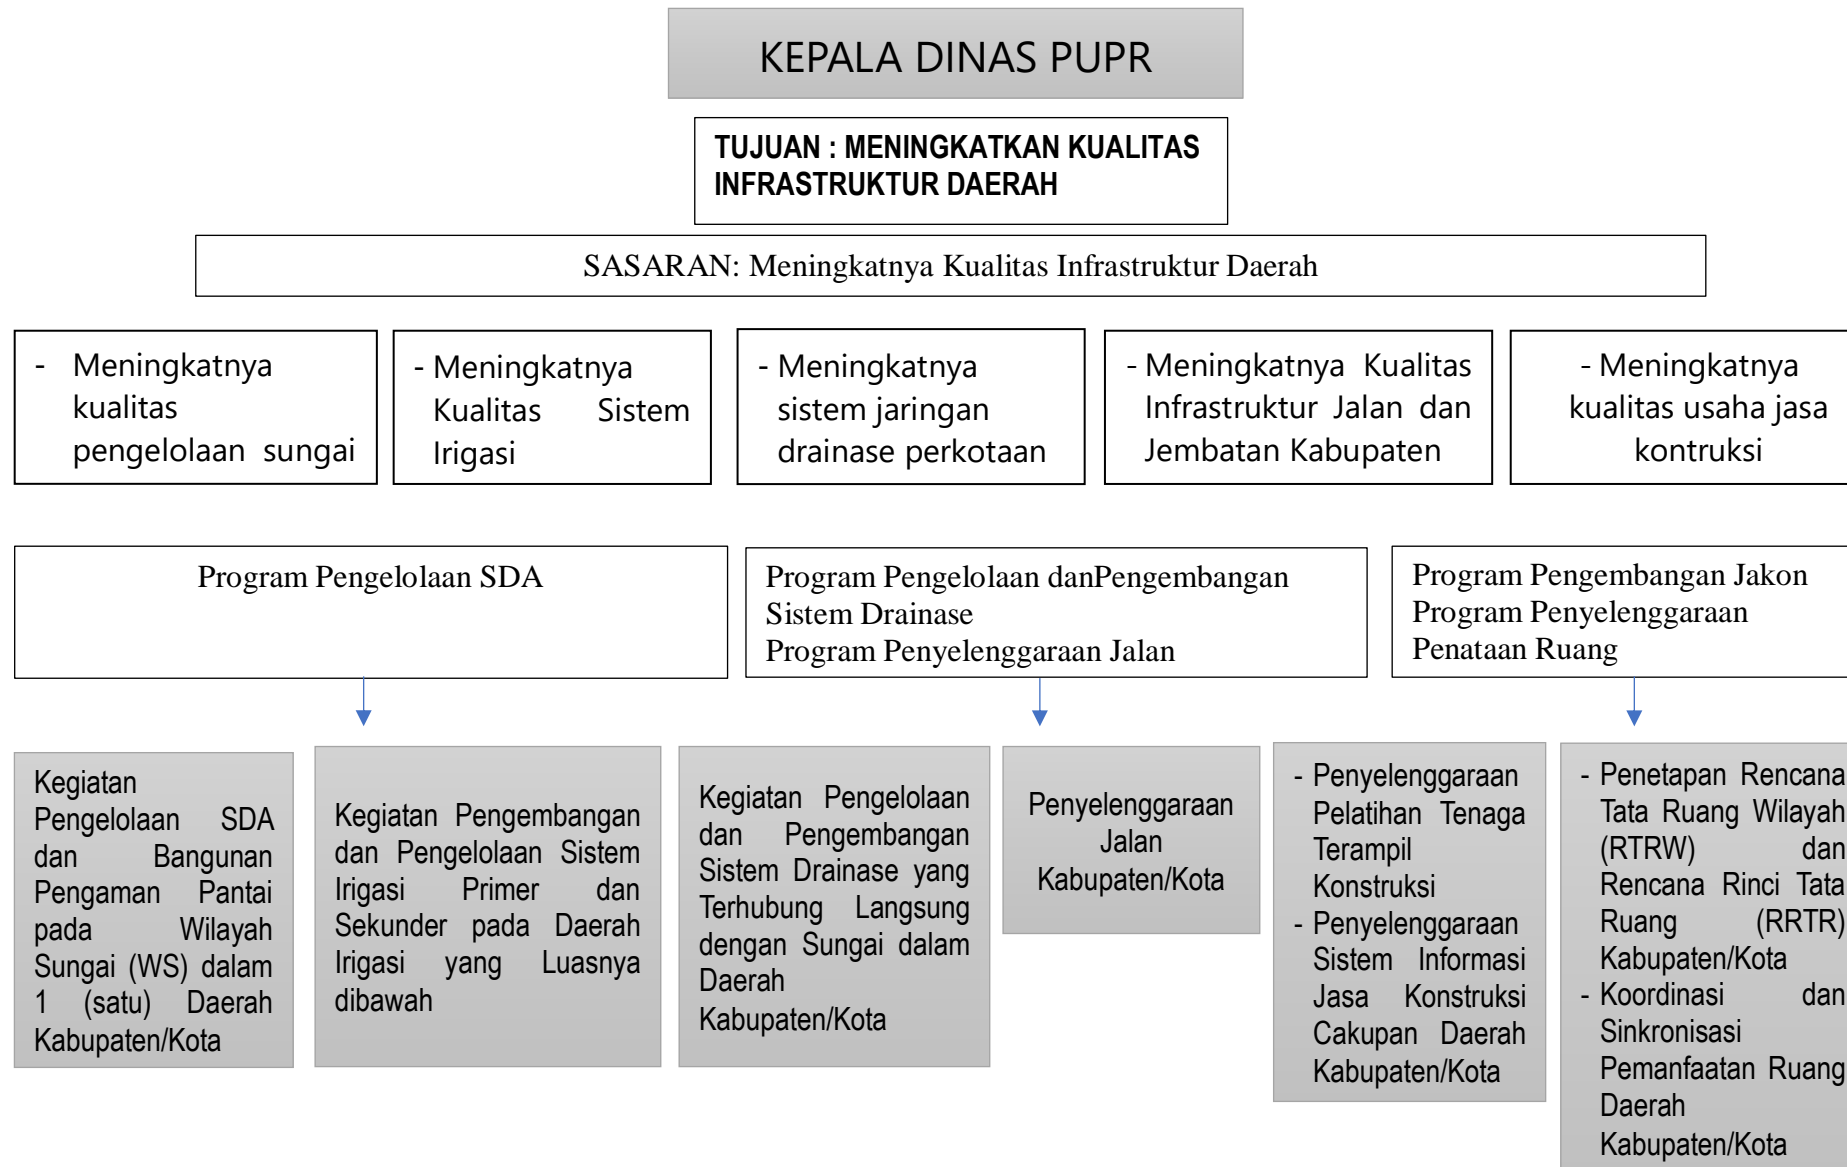 KEPALA DINAS PUPR
TUJUAN : MENINGKATKAN KUALITAS
INFRASTRUKTUR DAERAH
SASARAN: Meningkatnya Kualitas Infrastruktur Daerah
- Meningkatnya
kualitas
pengelolaan sungai
- Meningkatnya
Kualitas Sistem
Irigasi
- Meningkatnya
sistem jaringan
drainase perkotaan
- Meningkatnya Kualitas
Infrastruktur Jalan dan
Jembatan Kabupaten
- Meningkatnya
kualitas usaha jasa
kontruksi
Program Pengelolaan SDA
Program Pengelolaan danPengembangan
Sistem Drainase
Program Penyelenggaraan Jalan
Program Pengembangan Jakon
Program Penyelenggaraan
Penataan Ruang
Kegiatan
Pengelolaan SDA
dan Bangunan
Pengaman Pantai
pada Wilayah
Sungai (WS) dalam
1 (satu) Daerah
Kabupaten/Kota
Kegiatan Pengembangan
dan Pengelolaan Sistem
Irigasi Primer dan
Sekunder pada Daerah
Irigasi yang Luasnya
dibawah
Kegiatan Pengelolaan
dan Pengembangan
Sistem Drainase yang
Terhubung Langsung
dengan Sungai dalam
Daerah
Kabupaten/Kota
Penyelenggaraan
Jalan
Kabupaten/Kota
- Penyelenggaraan
Pelatihan Tenaga
Terampil
Konstruksi
- Penyelenggaraan
Sistem Informasi
Jasa Konstruksi
Cakupan Daerah
Kabupaten/Kota
- Penetapan Rencana
Tata Ruang Wilayah
(RTRW) dan
Rencana Rinci Tata
Ruang (RRTR)
Kabupaten/Kota
- Koordinasi dan
Sinkronisasi
Pemanfaatan Ruang
Daerah
Kabupaten/Kota